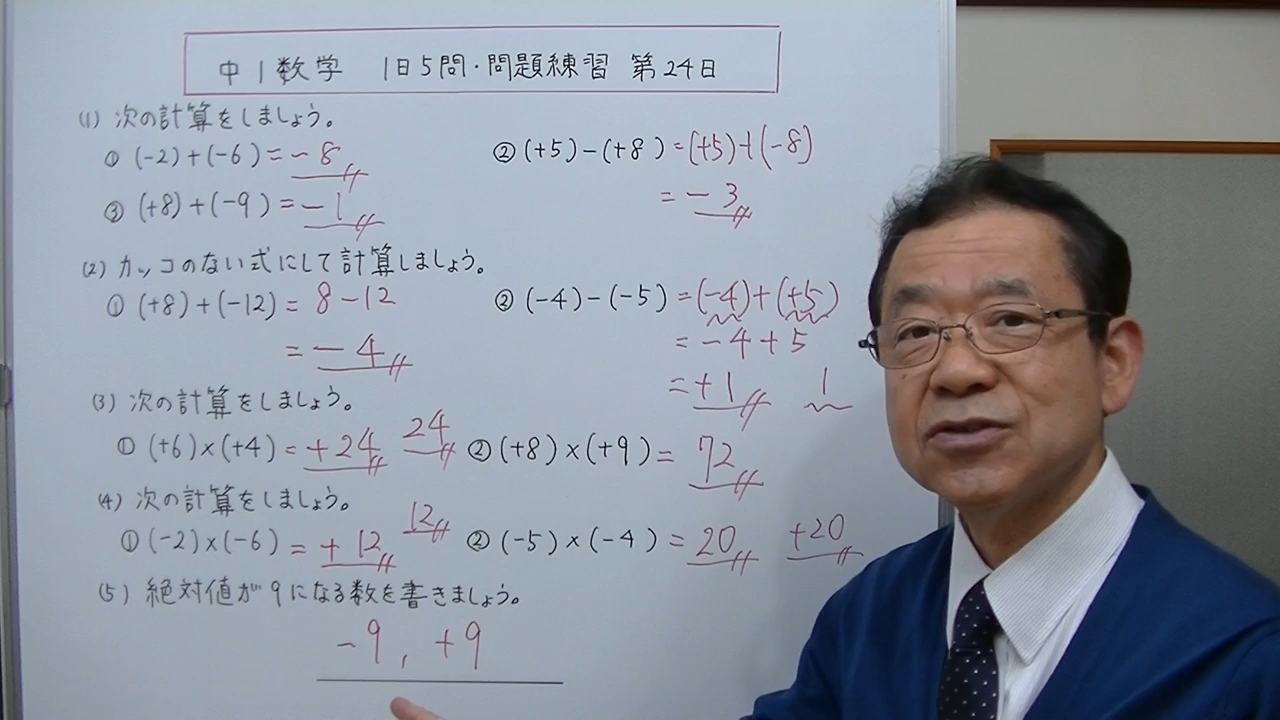 中1数学 1日5問・問題練習 第24日
(1) 次の計算をしましょう。
① (-2)+(-6)=-8
② (+5)-(+8)=(+5)+(-8)
=-3
③ (+8)+(-9)=-1
(2) カッコのない式にして計算しましょう。
① (+8)+(-12)=8-12
=-4
② (-4)-(-5)=(-4)+(+5)
=-4+5
=+1 1
(3) 次の計算をしましょう。
① (+6)×(+4)=+24 24
② (+8)×(+9)=72
(4) 次の計算をしましょう。
① (-2)×(-6)=+12 12
② (-5)×(-4)=20 +20
(5) 絶対値が9になる数を書きましょう。
-9, +9